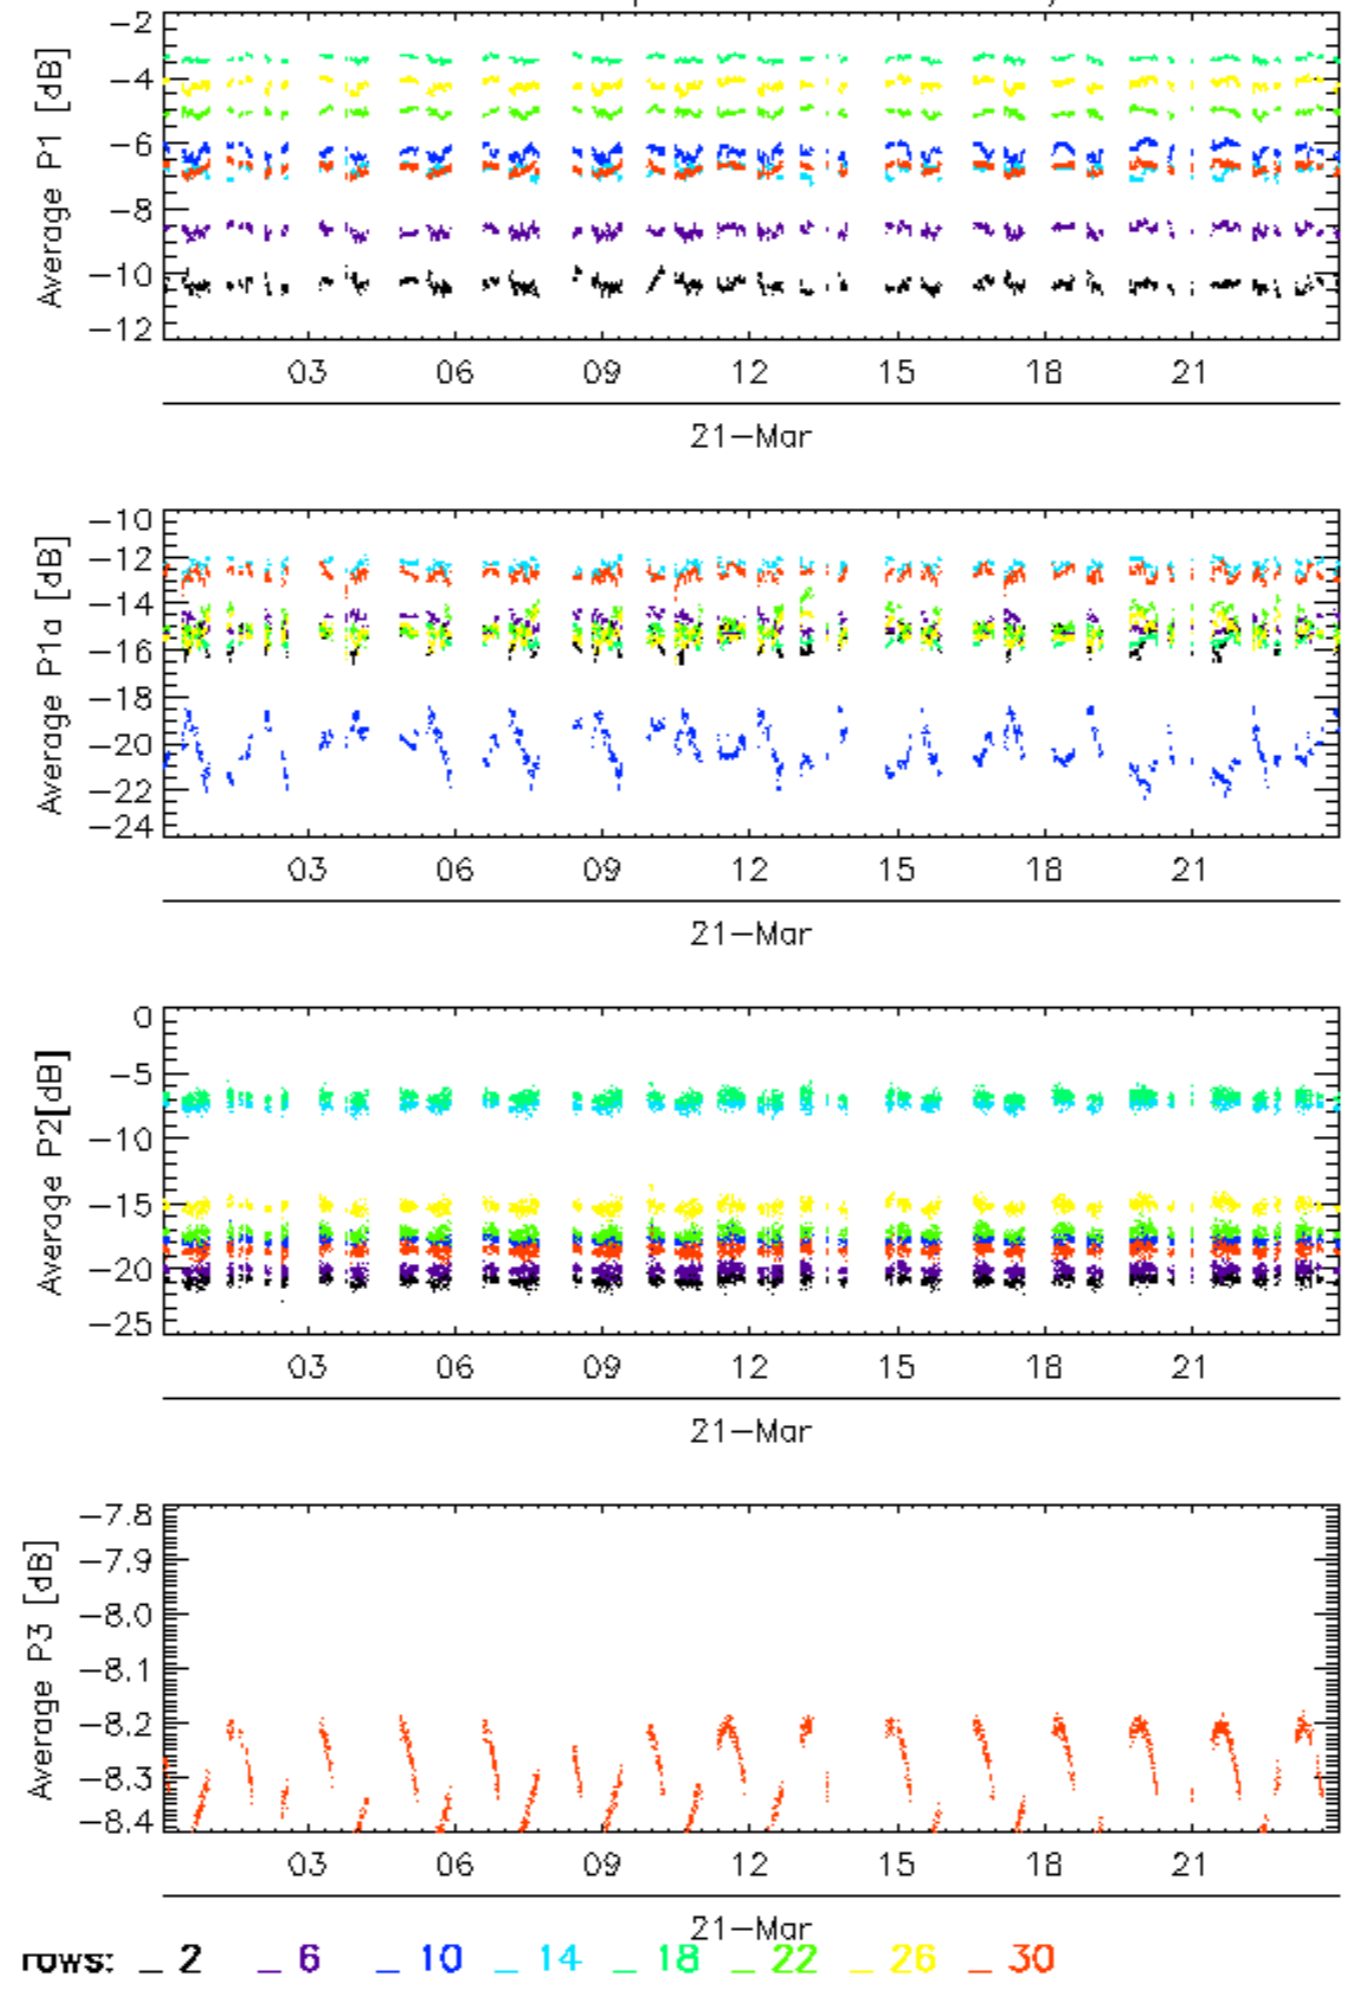 Average P1 [dB]
-2
-4
-6
-8
-10
-12
03 06 09 12 15 18 21
21-Mar
Average P1a [dB]
-10
-12
-14
-16
-18
-20
-22
-24
03 06 09 12 15 18 21
21-Mar
Average P2[dB]
0
-5
-10
-15
-20
-25
03 06 09 12 15 18 21
21-Mar
Average P3 [dB]
-7.8
-7.9
-8.0
-8.1
-8.2
-8.3
-8.4
03 06 09 12 15 18 21
21-Mar
rows: _ 2 _ 6 _ 10 _ 14 _ 18 _ 22 _ 26 _ 30